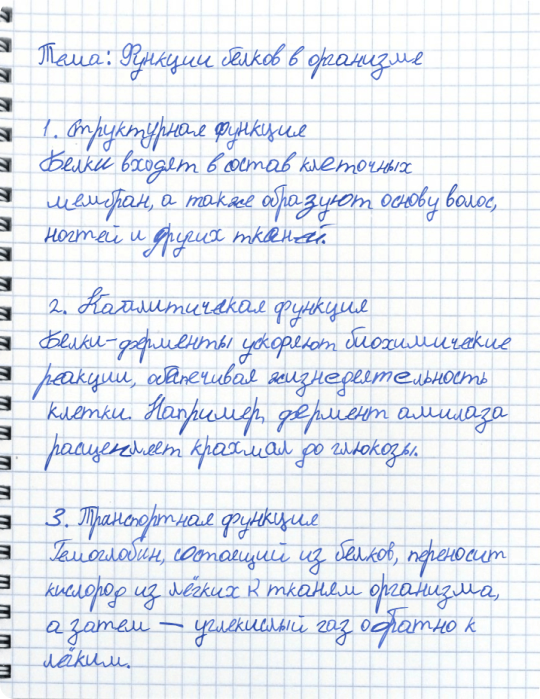 Тема: Функции белков в организме
1. Структурная функция
Белки входят в состав клеточных
мембран, а также образуют основу волос,
ногтей и других тканей.
2. Каталитическая функция
Белки-ферменты ускоряют биохимические
реакции, обеспечивая жизнедеятельность
клетки. Например, фермент амилаза
расщепляет крахмал до глюкозы.
3. Транспортная функция
Гемоглобин, состоящий из белков, переносит
кислород из лёгких к тканям организма,
а затем — углекислый газ обратно к
лёгким.